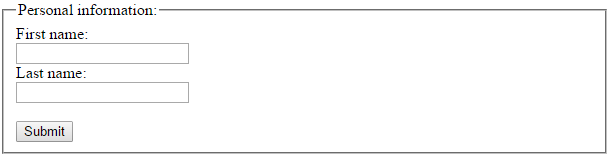 Personal information:
First name:
Last name:
Submit